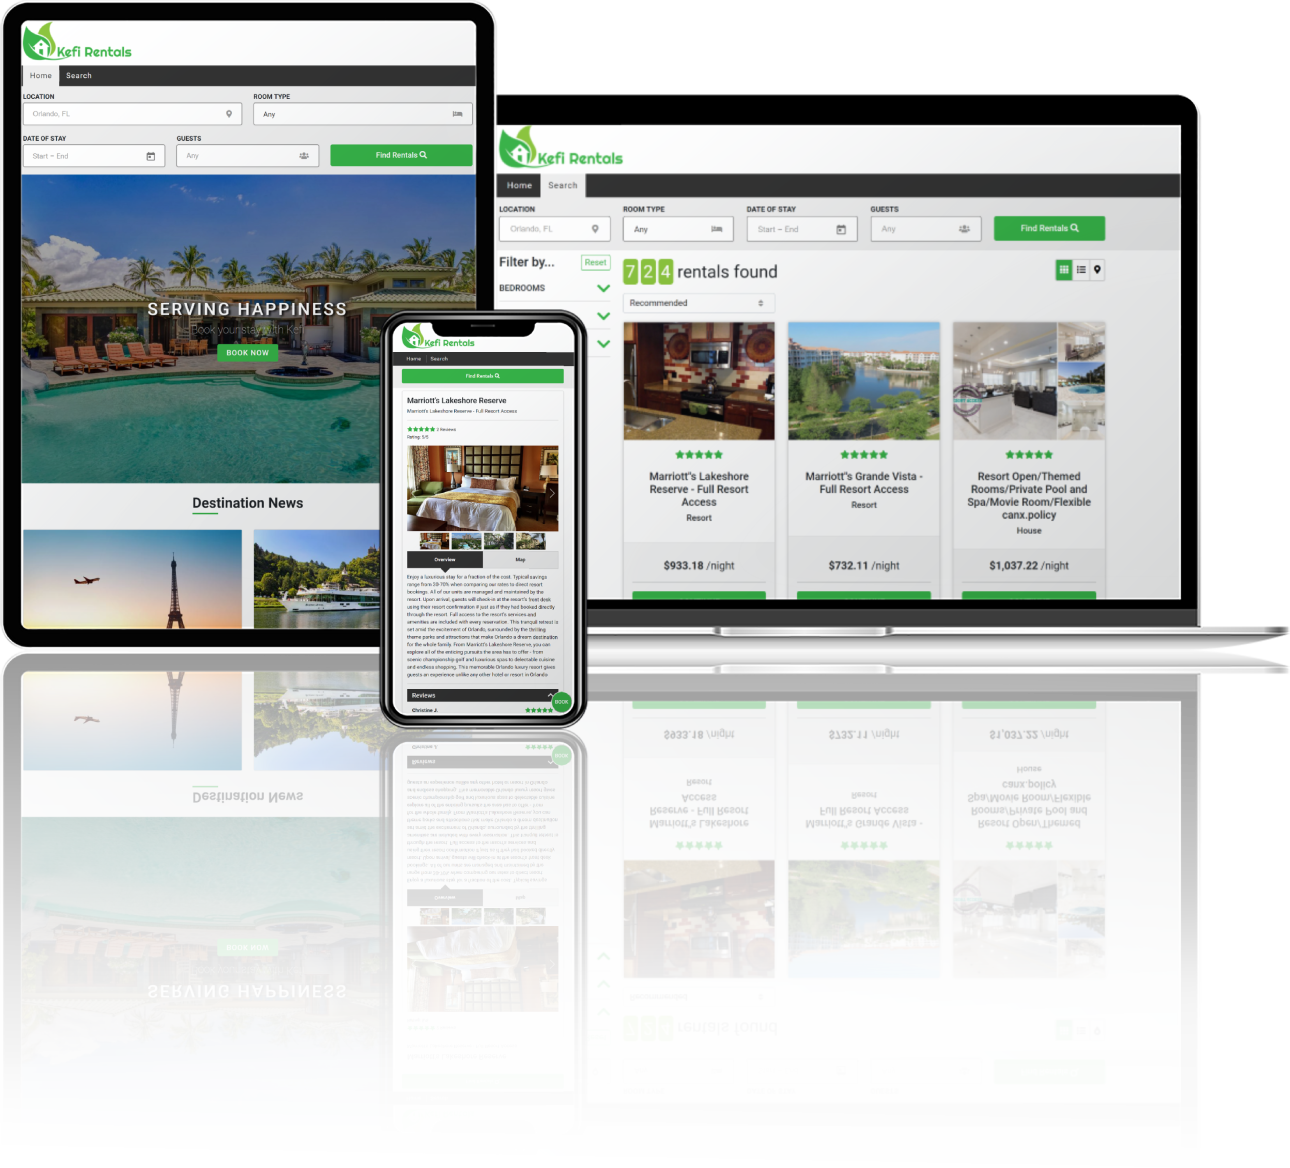 Kefi Rentals
Home Search
LOCATION ROOM TYPE
Orlando, FL Any
DATE OF STAY GUESTS
Start – End Any Find Rentals
SERVING HAPPINESS
Book your stay with Kefi
BOOK NOW
Destination News
Kefi Rentals
Home Search
Find Rentals
Marriott's Lakeshore Reserve
Marriott's Lakeshore Reserve - Full Resort Access
2 Reviews
Rating: 5/5
Overview Map
Enjoy a luxurious stay for a fraction of the cost. Typical savings
range from 30-70% when comparing our rates to direct resort
bookings. All of our units are managed and maintained by the
resort. Upon arrival, guests will check-in at the resort's front desk
using their resort confirmation # just as if they had booked directly
through the resort. Full access to the resort's services and
amenities are included with every reservation. This tranquil retreat is
set amid the excitement of Orlando, surrounded by the thrilling
theme parks and attractions that make Orlando a dream destination
for the whole family. From Marriott's Lakeshore Reserve, you can
explore all of the enticing pursuits the area has to offer - from
scenic championship golf and luxurious spas to delectable cuisine
and endless shopping. This memorable Orlando luxury resort gives
guests an experience unlike any other hotel or resort in Orlando
Reviews
BOOK
Christine J.
Kefi Rentals
Home Search
LOCATION ROOM TYPE DATE OF STAY GUESTS
Orlando, FL Any Start – End Any Find Rentals
Filter by... Reset
BEDROOMS
724 rentals found
Recommended
Marriott"s Lakeshore
Reserve - Full Resort
Access
Resort
$933.18 /night
Marriott"s Grande Vista -
Full Resort Access
Resort
$732.11 /night
Resort Open/Themed
Rooms/Private Pool and
Spa/Movie Room/Flexible
canx.policy
House
$1,037.22 /night